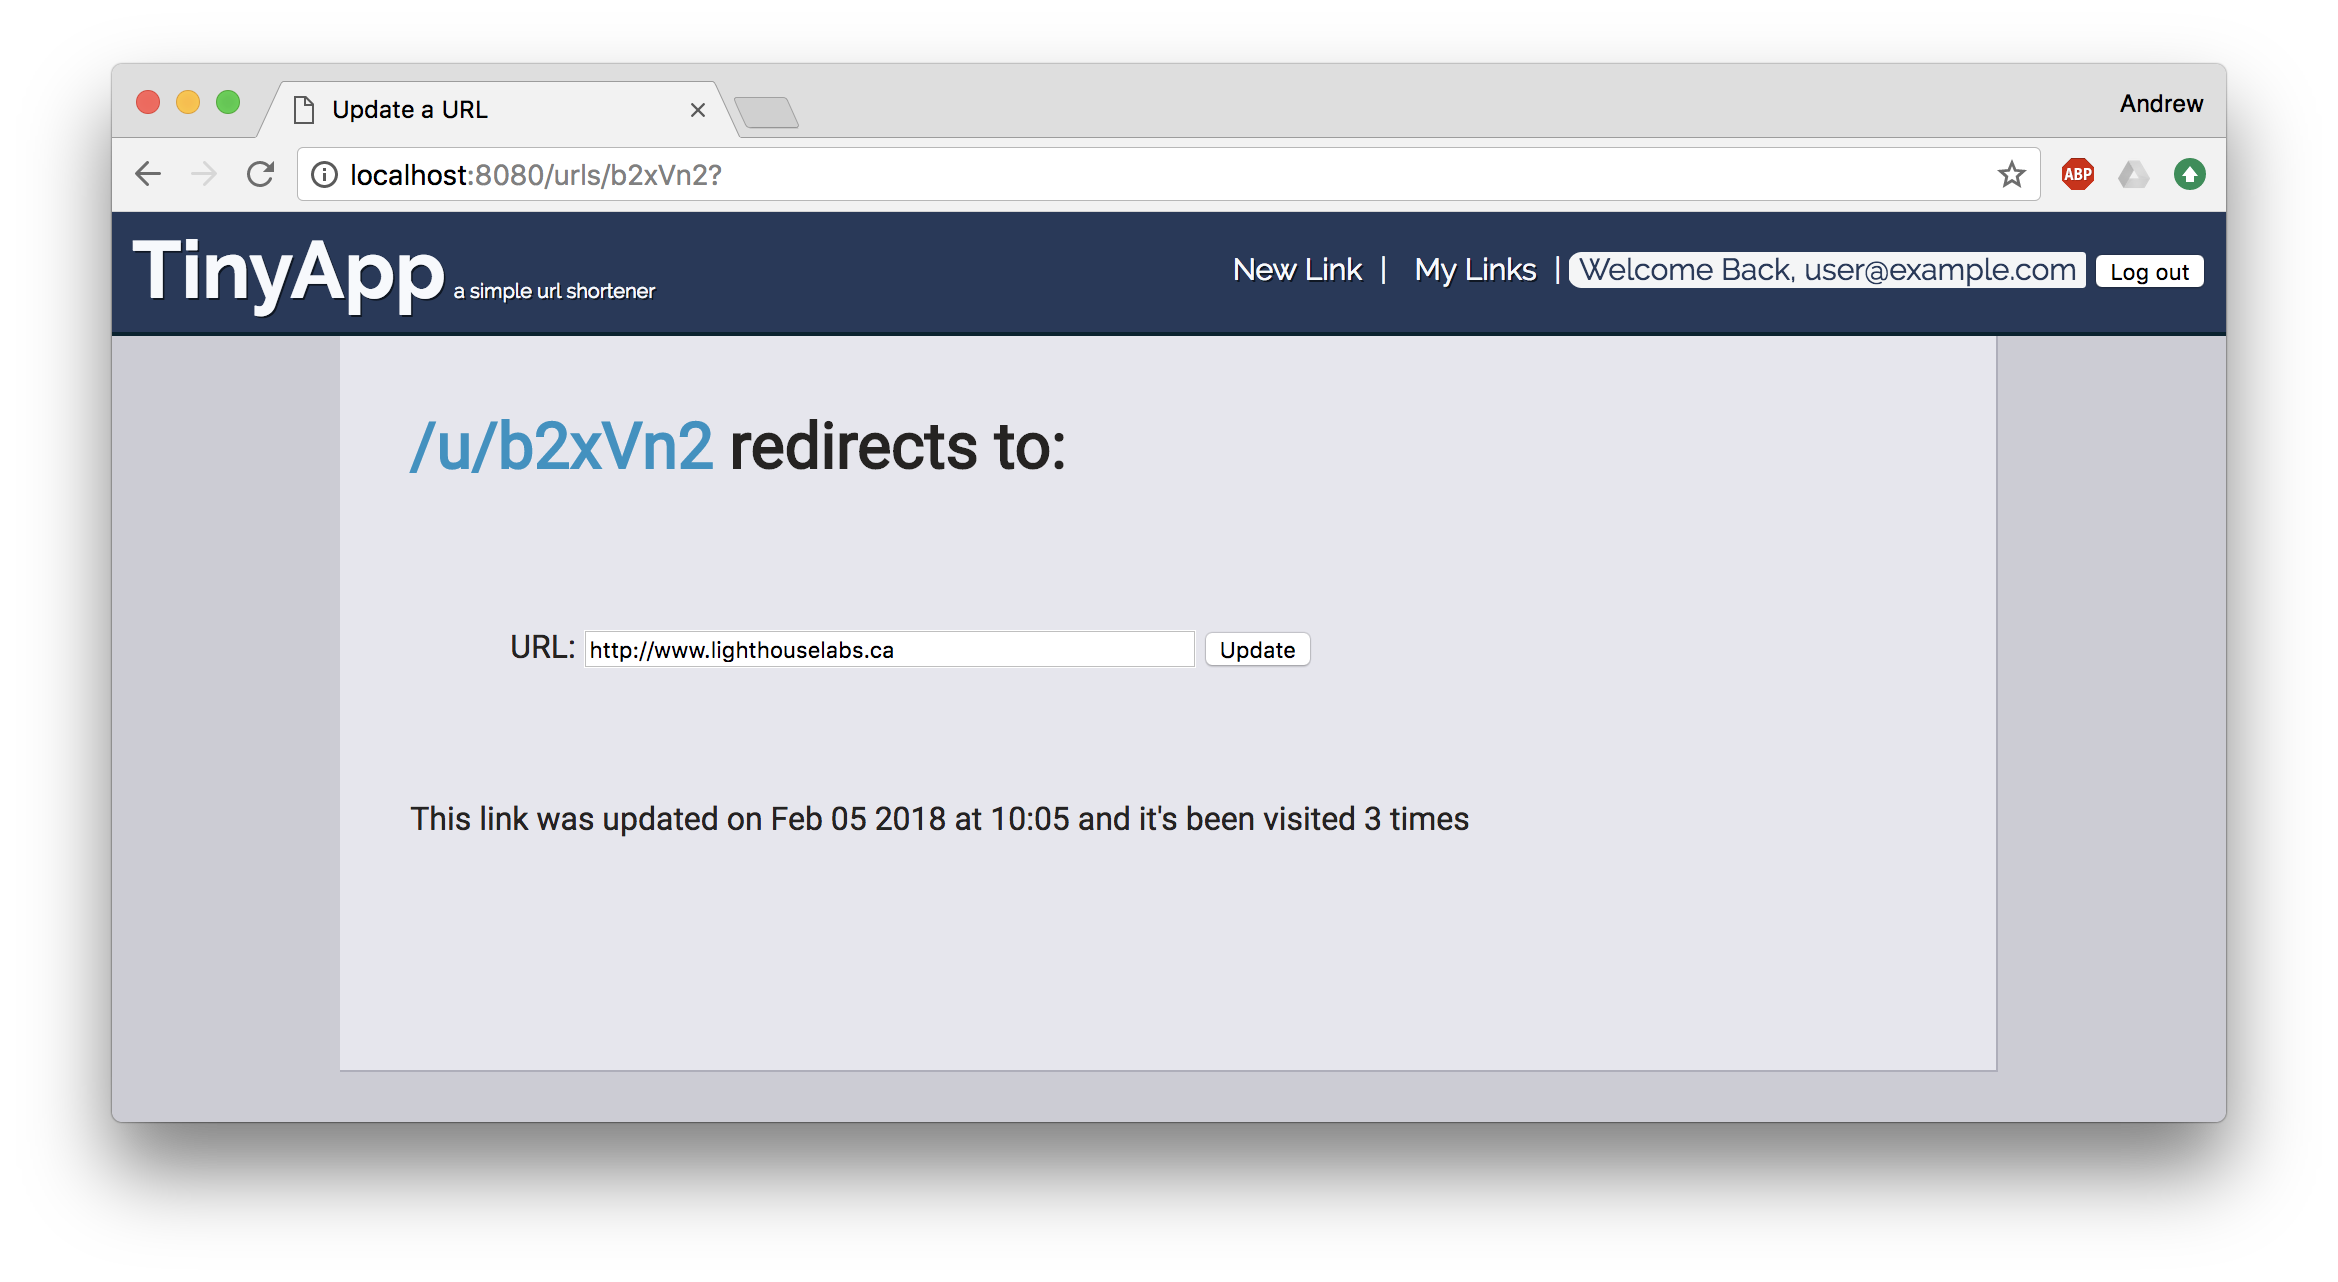 Update a URL
Andrew
localhost:8080/urls/b2xVn2?
ABP
TinyApp a simple url shortener
New Link | My Links | Welcome Back, user@example.com Log out
/u/b2xVn2 redirects to:
URL: http://www.lighthouselabs.ca Update
This link was updated on Feb 05 2018 at 10:05 and it's been visited 3 times